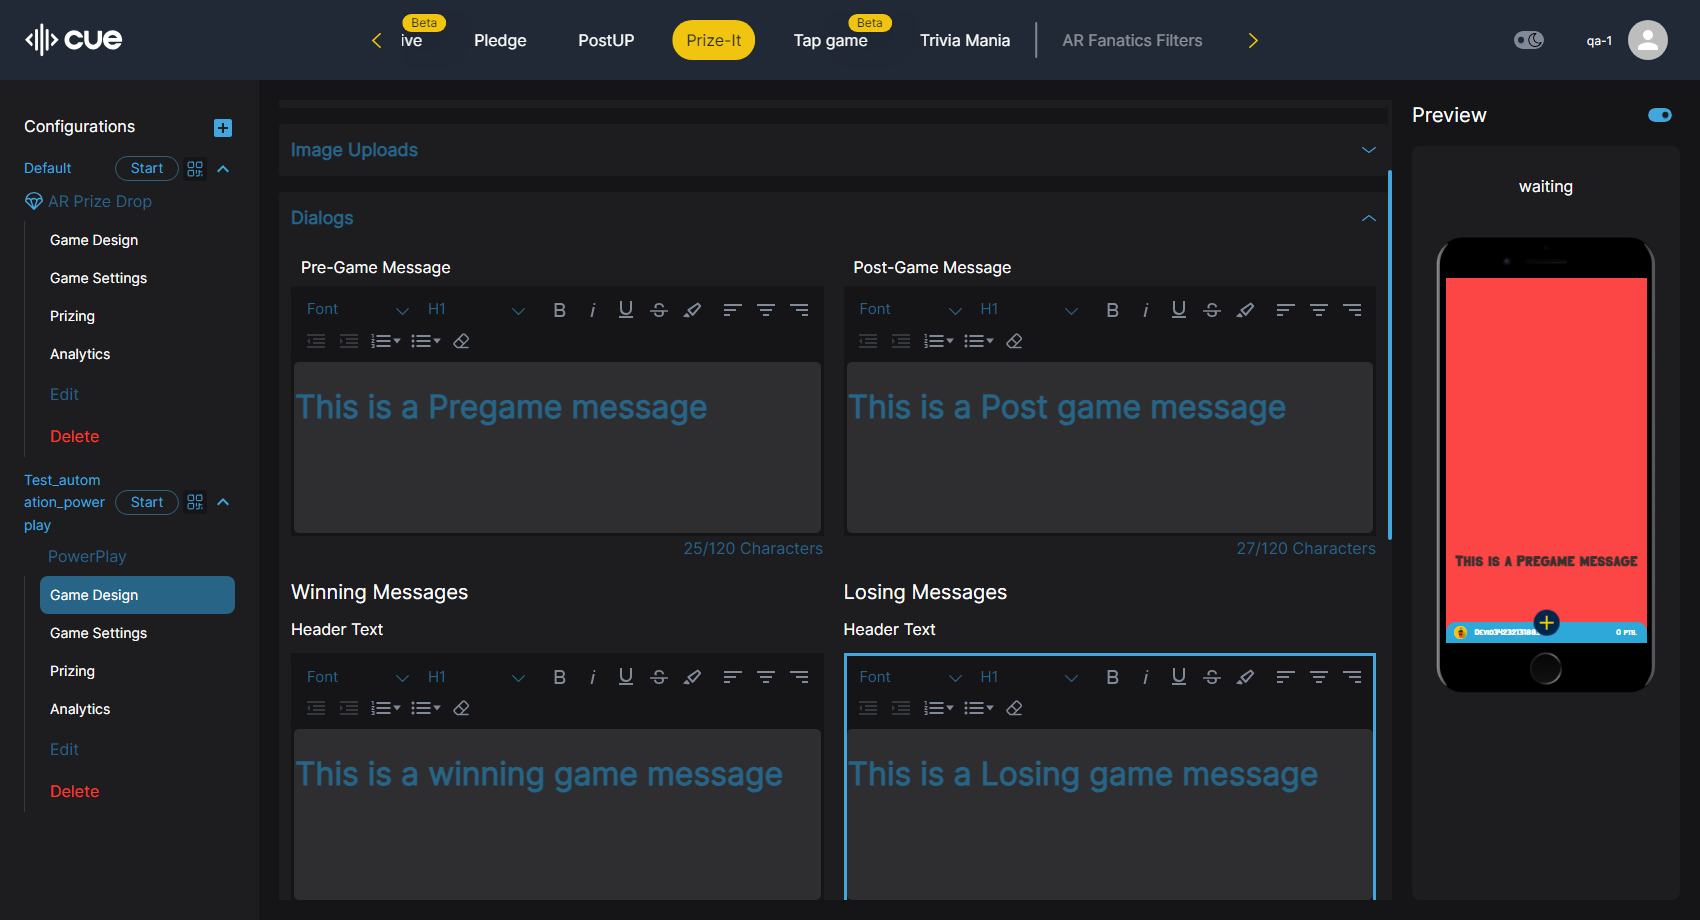 cue
ive
Beta
Pledge
PostUP
Prize-It
Tap game
Beta
Trivia Mania
AR Fanatics Filters
qa-1
Configurations
Default
Start
AR Prize Drop
Game Design
Game Settings
Prizing
Analytics
Edit
Delete
Test_autom
ation_power
play
Start
PowerPlay
Game Design
Game Settings
Prizing
Analytics
Edit
Delete
Image Uploads
Dialogs
Pre-Game Message
Font H1 B i U S
This is a Pregame message
25/120 Characters
Post-Game Message
Font H1 B i U S
This is a Post game message
27/120 Characters
Winning Messages
Header Text
Font H1 B i U S
This is a winning game message
Losing Messages
Header Text
Font H1 B i U S
This is a Losing game message
Preview
waiting
This is a Pregame message
0 pts.